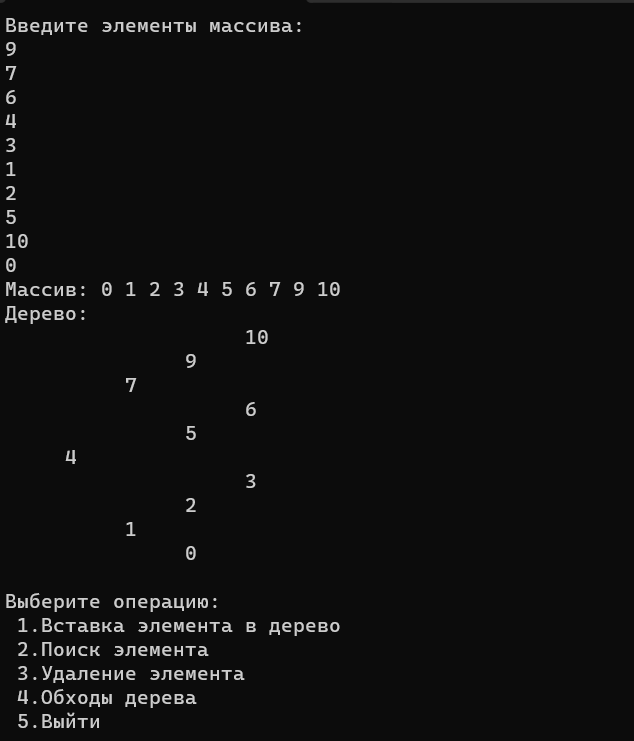 Введите элементы массива:
9
7
6
4
3
1
2
5
10
0
Массив: 0 1 2 3 4 5 6 7 9 10
Дерево:
10
9
7
6
5
4
3
2
1
0
Выберите операцию:
1.Вставка элемента в дерево
2.Поиск элемента
3.Удаление элемента
4.Обходы дерева
5.Выйти